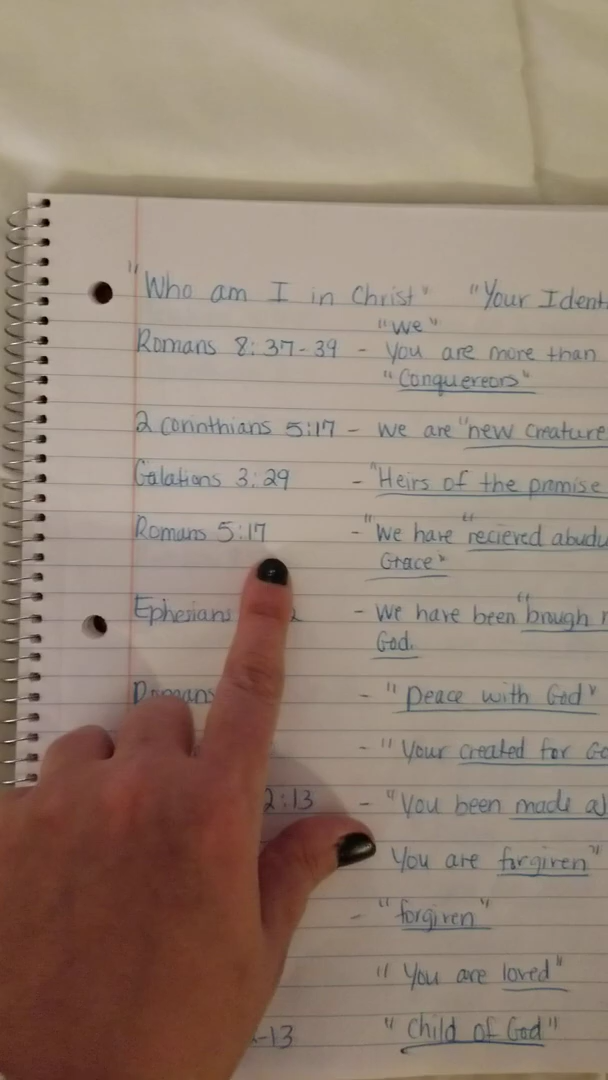 "Who am I in Christ" "Your Ident
"We"
Romans 8:37-39 - You are more than
"Conquereors"
2 corinthians 5:17 - we are "new creature
Galations 3:29 - "Heirs of the promise
Romans 5:17 - "We have "recieved abudu
Grace"
Ephesians 2 - We have been "brough
God.
Romans - "Peace with God"
- "Your created for Go
2:13 - "You been made al
You are forgiven"
- "forgiven"
"You are loved"
-13 "Child of God"